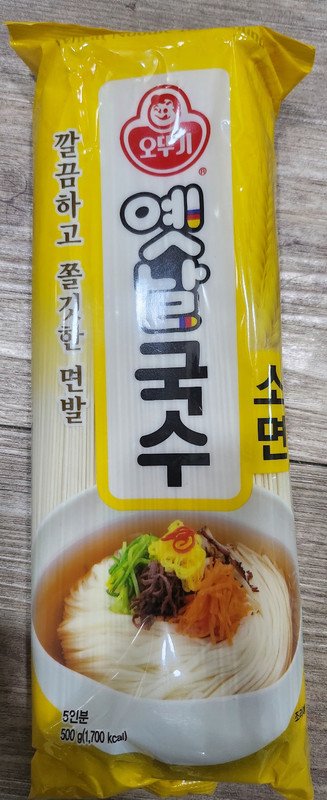 오뚜기
®
옛날
국수
소면
깔끔하고 쫄깃한 면발
5인분
500 g(1,700 kcal)